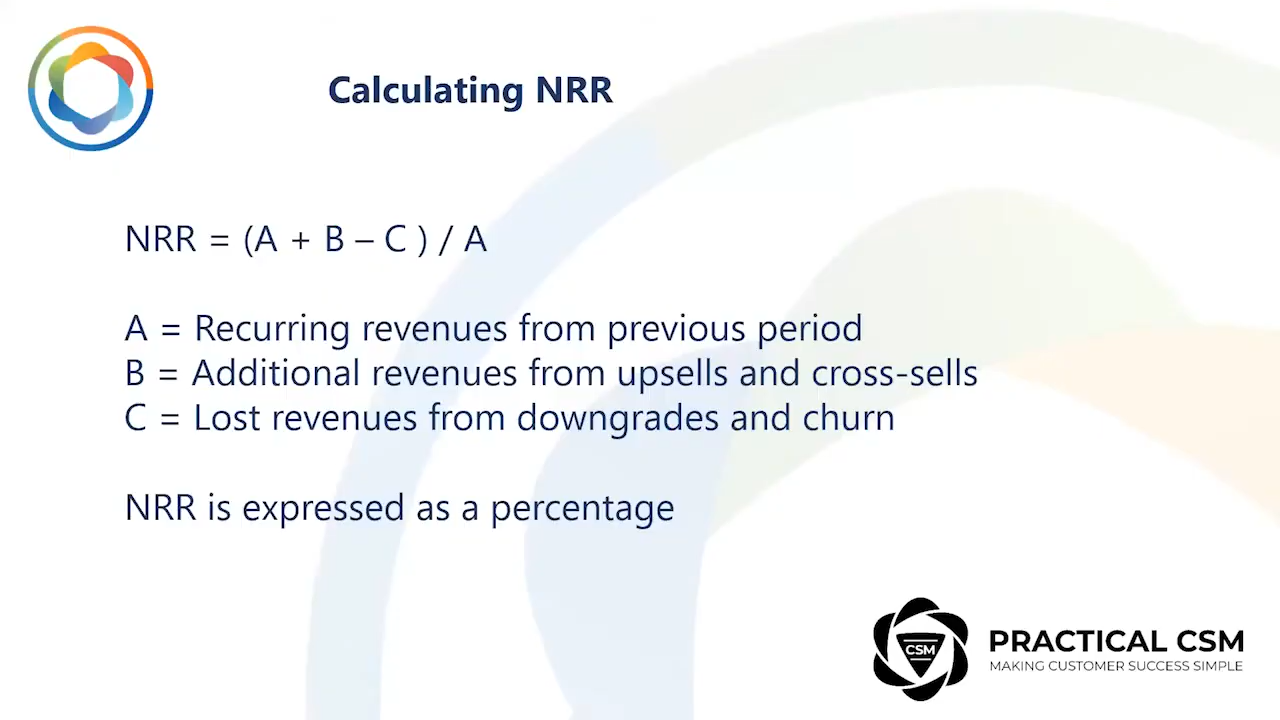 Calculating NRR
NRR = (A + B – C ) / A
A = Recurring revenues from previous period
B = Additional revenues from upsells and cross-sells
C = Lost revenues from downgrades and churn
NRR is expressed as a percentage
CSM
PRACTICAL CSM
MAKING CUSTOMER SUCCESS SIMPLE